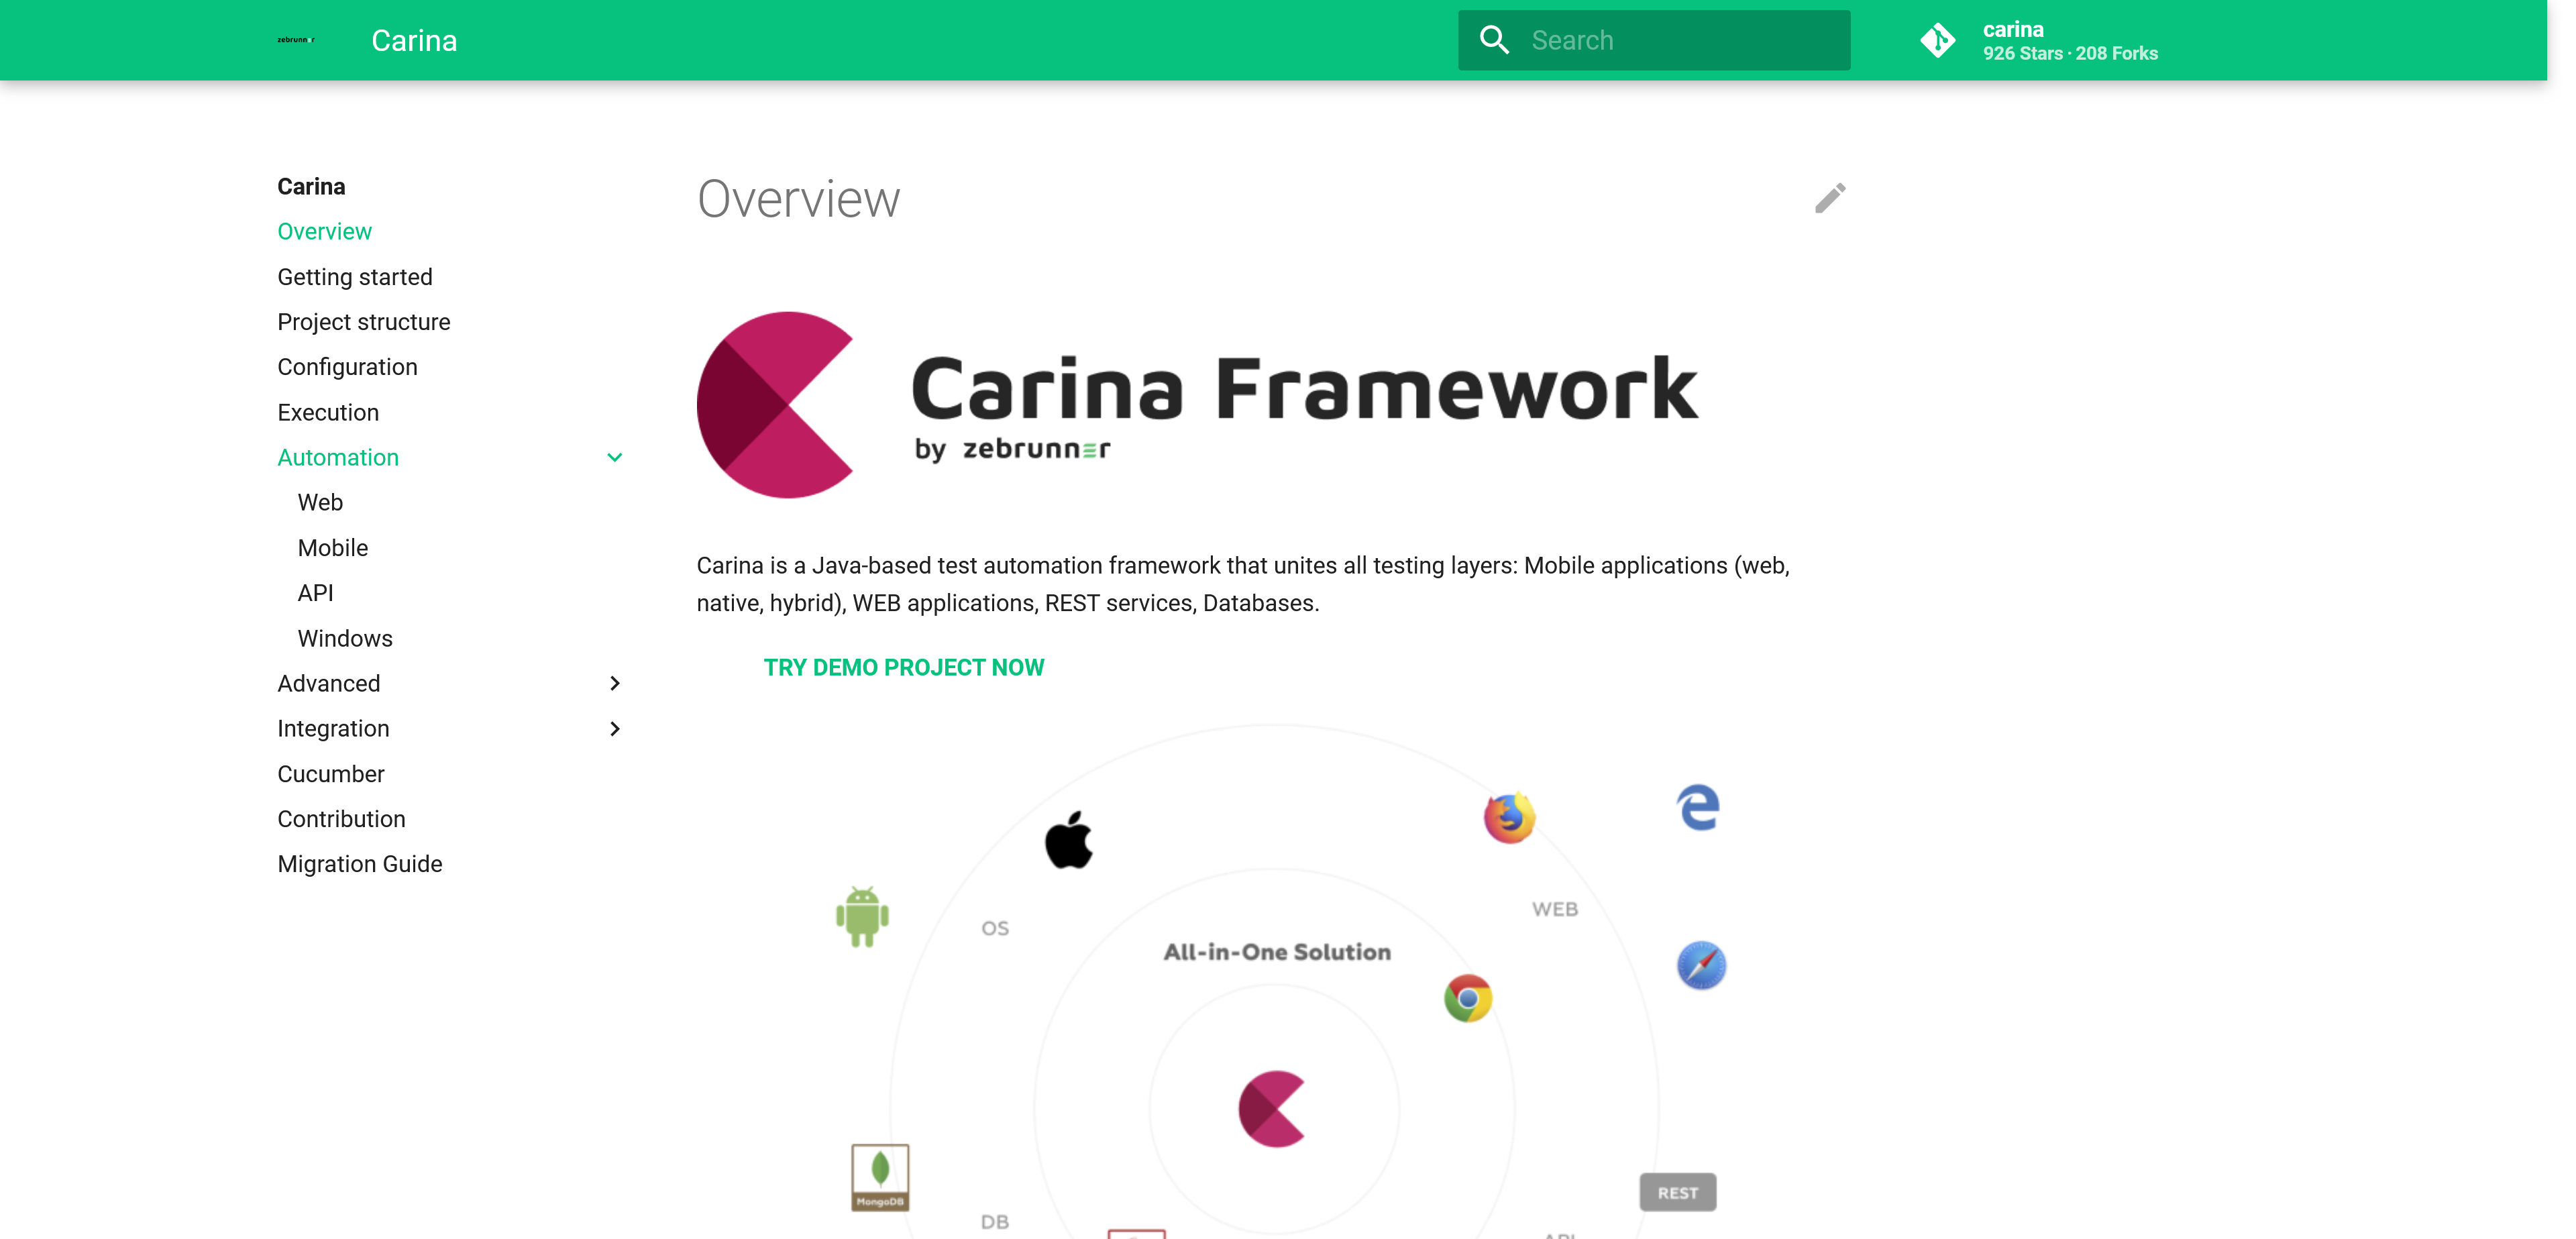 zebrunner
Carina
Search
carina
926 Stars · 208 Forks
Carina
Overview
Getting started
Project structure
Configuration
Execution
Automation
Web
Mobile
API
Windows
Advanced
Integration
Cucumber
Contribution
Migration Guide
Overview
Carina Framework
by zebrunner
Carina is a Java-based test automation framework that unites all testing layers: Mobile applications (web,
native, hybrid), WEB applications, REST services, Databases.
TRY DEMO PROJECT NOW
OS
WEB
All-in-One Solution
MongoDB
REST
DB
API